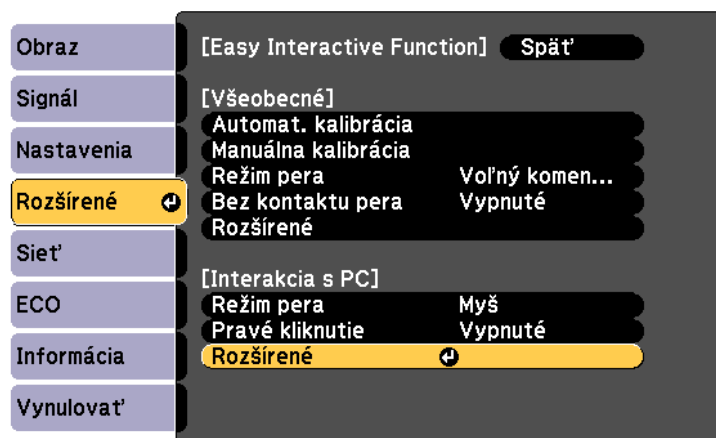 Obraz
Signál
Nastavenia
Rozšírené
Sieť
ECO
Informácia
Vynulovať
[Easy Interactive Function] Späť
[Všeobecné]
Automat. kalibrácia
Manuálna kalibrácia
Režim pera Voľný komen...
Bez kontaktu pera Vypnuté
Rozšírené
[Interakcia s PC]
Režim pera Myš
Pravé kliknutie Vypnuté
Rozšírené